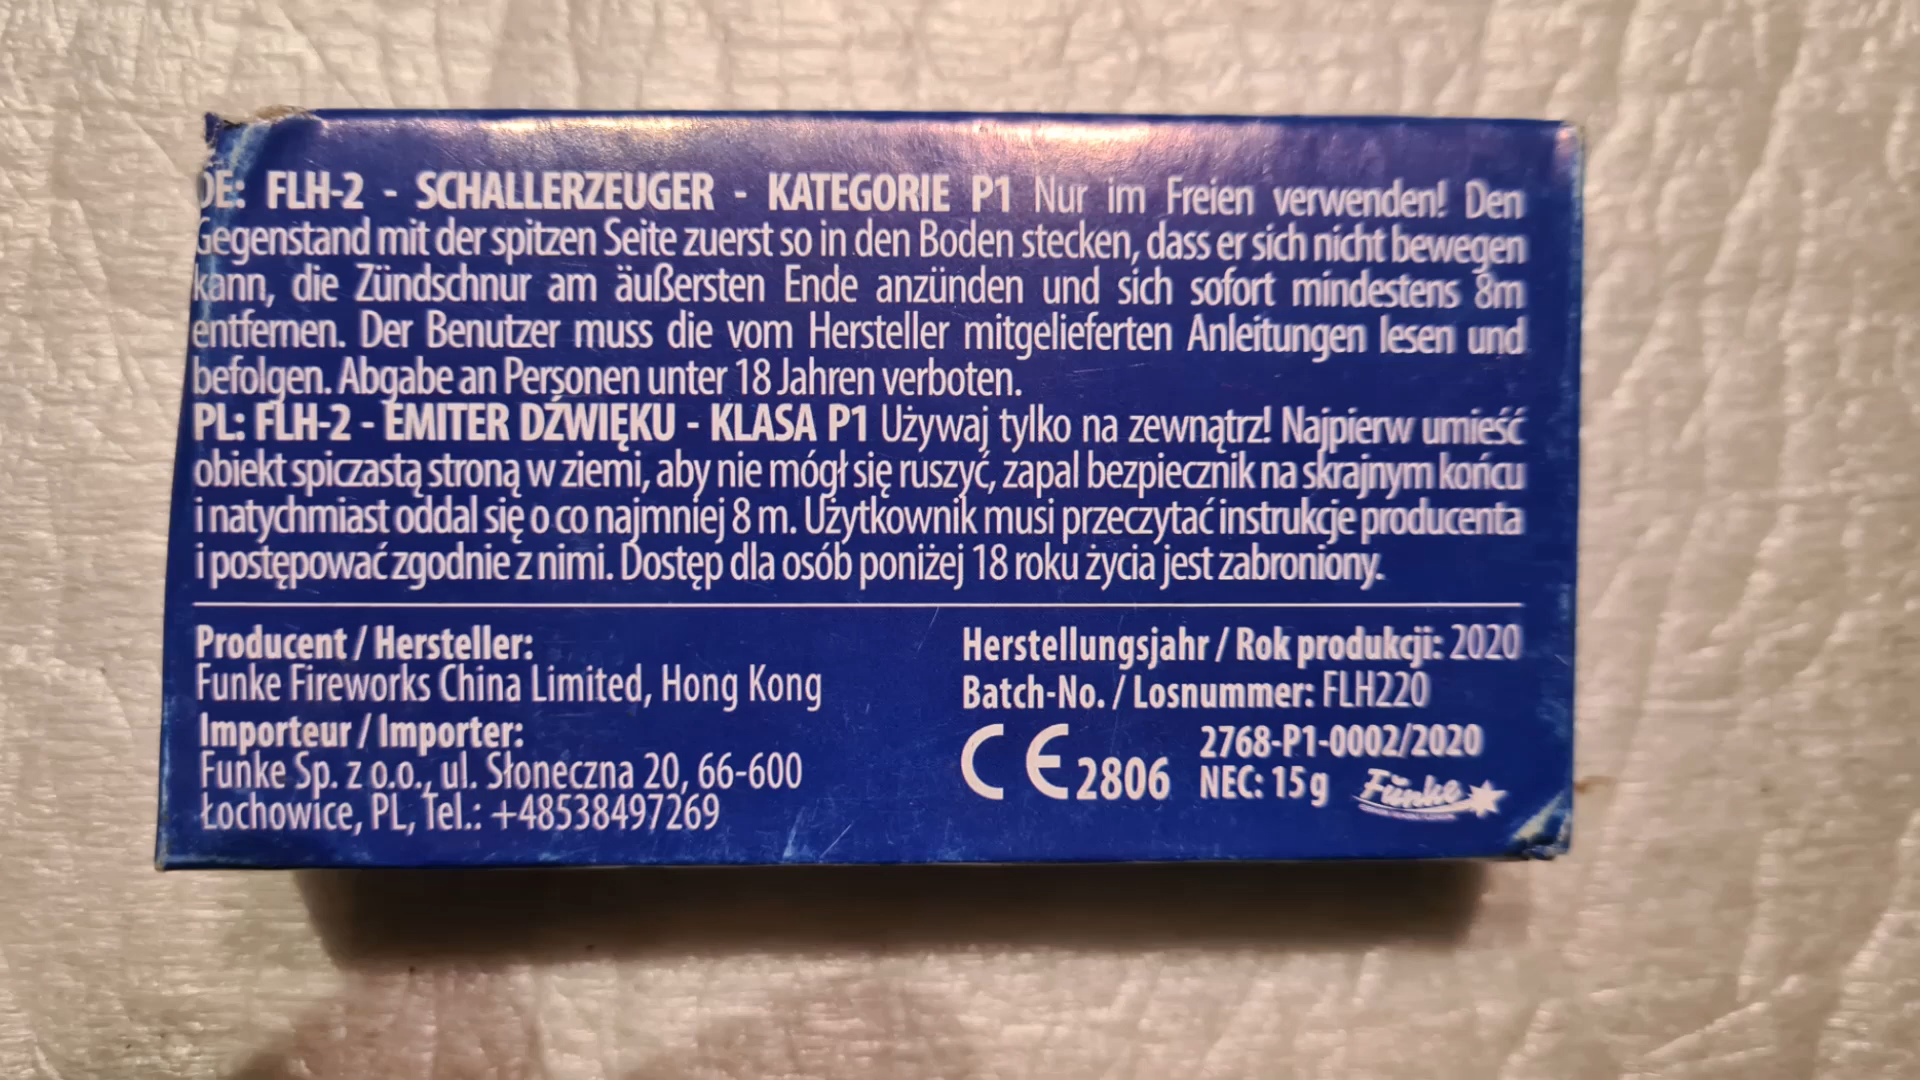 DE: FLH-2 - SCHALLERZEUGER - KATEGORIE P1 Nur im Freien verwenden! Den
Gegenstand mit der spitzen Seite zuerst so in den Boden stecken, dass er sich nicht bewegen
kann, die Zündschnur am äußersten Ende anzünden und sich sofort mindestens 8m
entfernen. Der Benutzer muss die vom Hersteller mitgelieferten Anleitungen lesen und
befolgen. Abgabe an Personen unter 18 Jahren verboten.
PL: FLH-2 - EMITER DŹWIĘKU - KLASA P1 Używaj tylko na zewnątrz! Najpierw umieść
obiekt spiczastą stroną w ziemi, aby nie mógł się ruszyć, zapal bezpiecznik na skrajnym końcu
i natychmiast oddal się o co najmniej 8 m. Użytkownik musi przeczytać instrukcje producenta
i postępować zgodnie z nimi. Dostęp dla osób poniżej 18 roku życia jest zabroniony.
Producent / Hersteller:
Funke Fireworks China Limited, Hong Kong
Importeur / Importer:
Funke Sp. z o.o., ul. Słoneczna 20, 66-600
Łochowice, PL, Tel.: +48538497269
Herstellungsjahr / Rok produkcji: 2020
Batch-No. / Losnummer: FLH220
CE 2806
2768-P1-0002/2020
NEC: 15 g
Funke